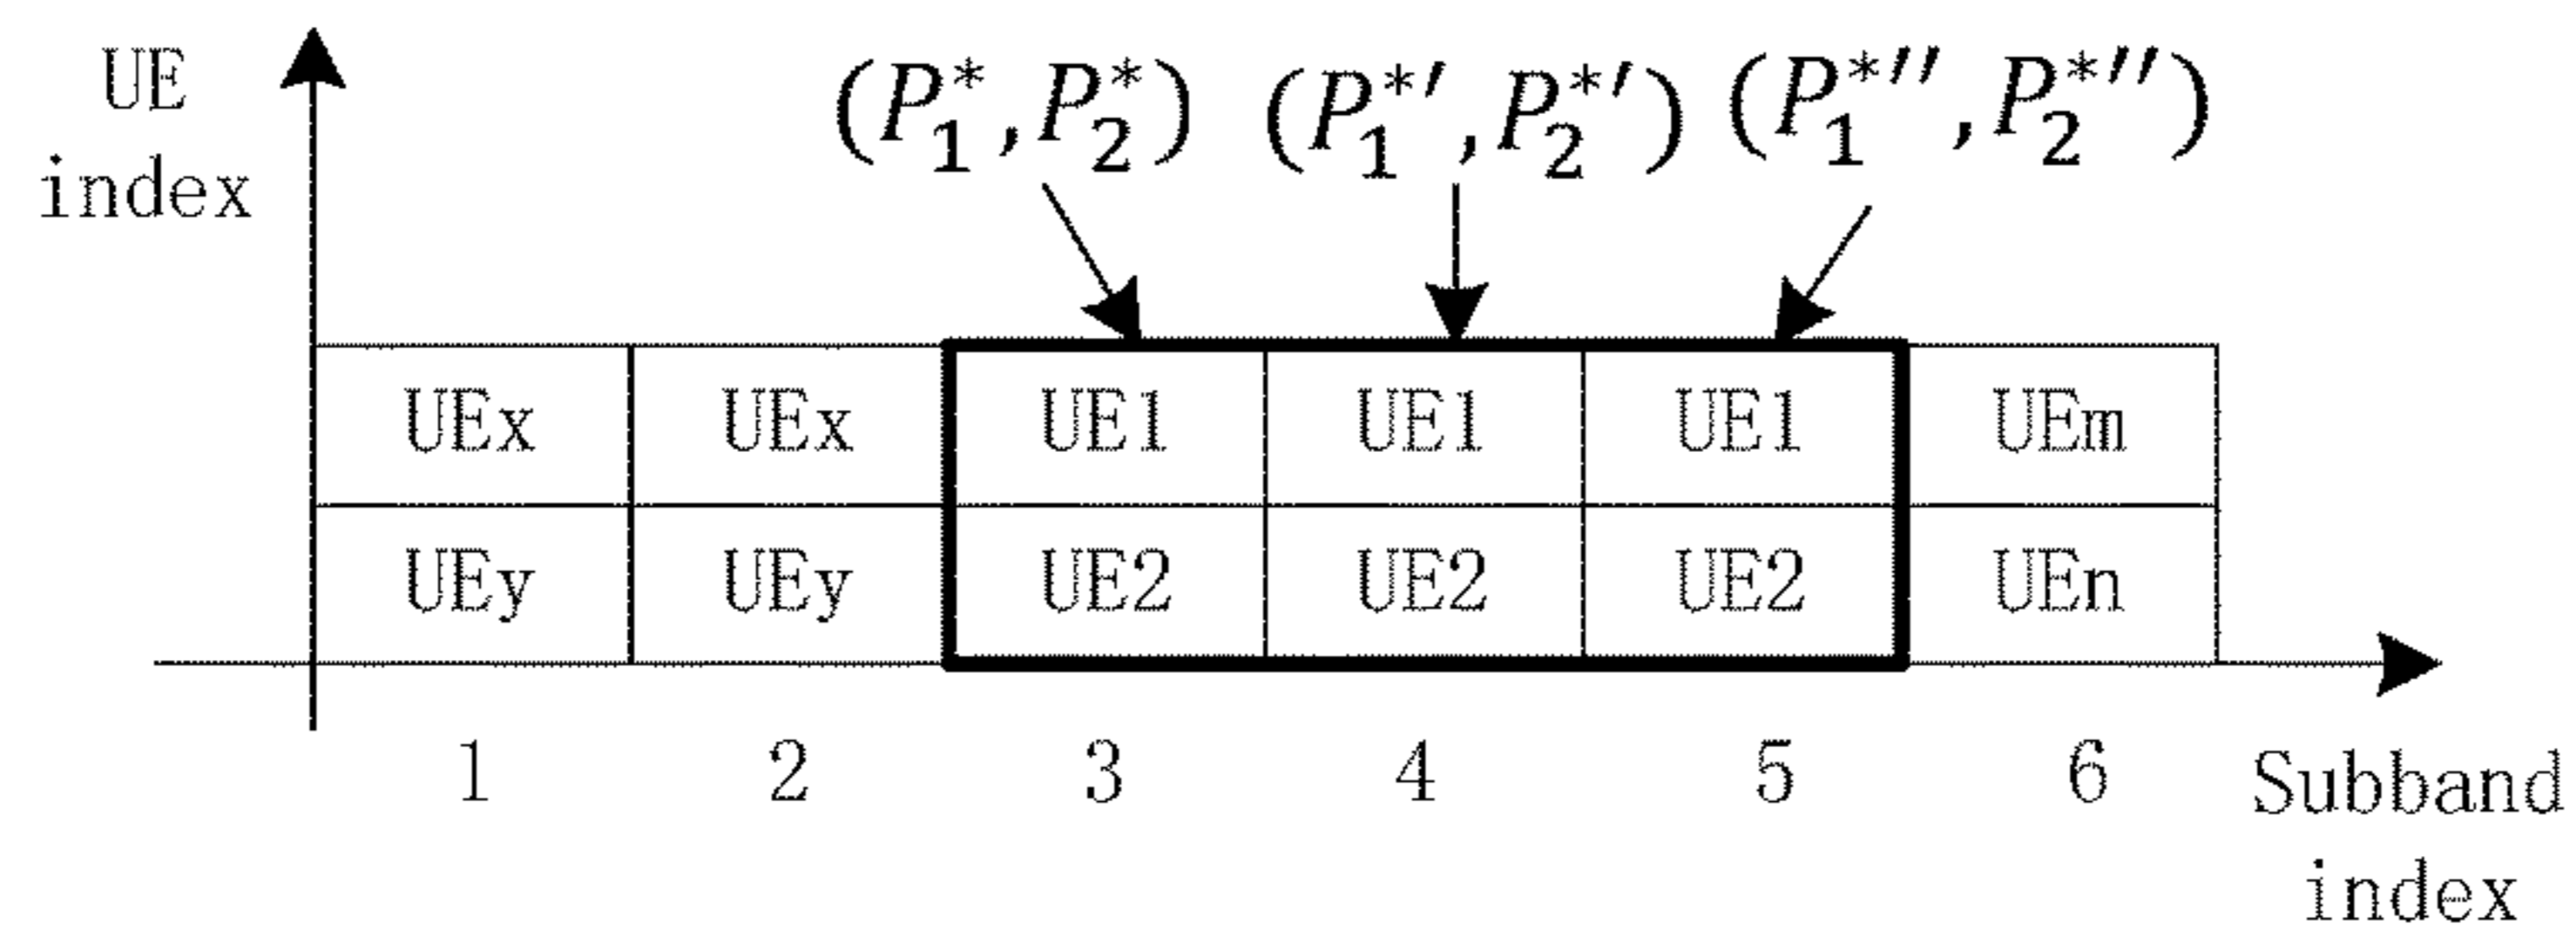 UE
index
(P₁*, P₂*) (P₁*′, P₂*′) (P₁*′′, P₂*′′)
UEx UEx UE1 UE1 UE1 UEm
UEy UEy UE2 UE2 UE2 UEn
1 2 3 4 5 6
Subband
index